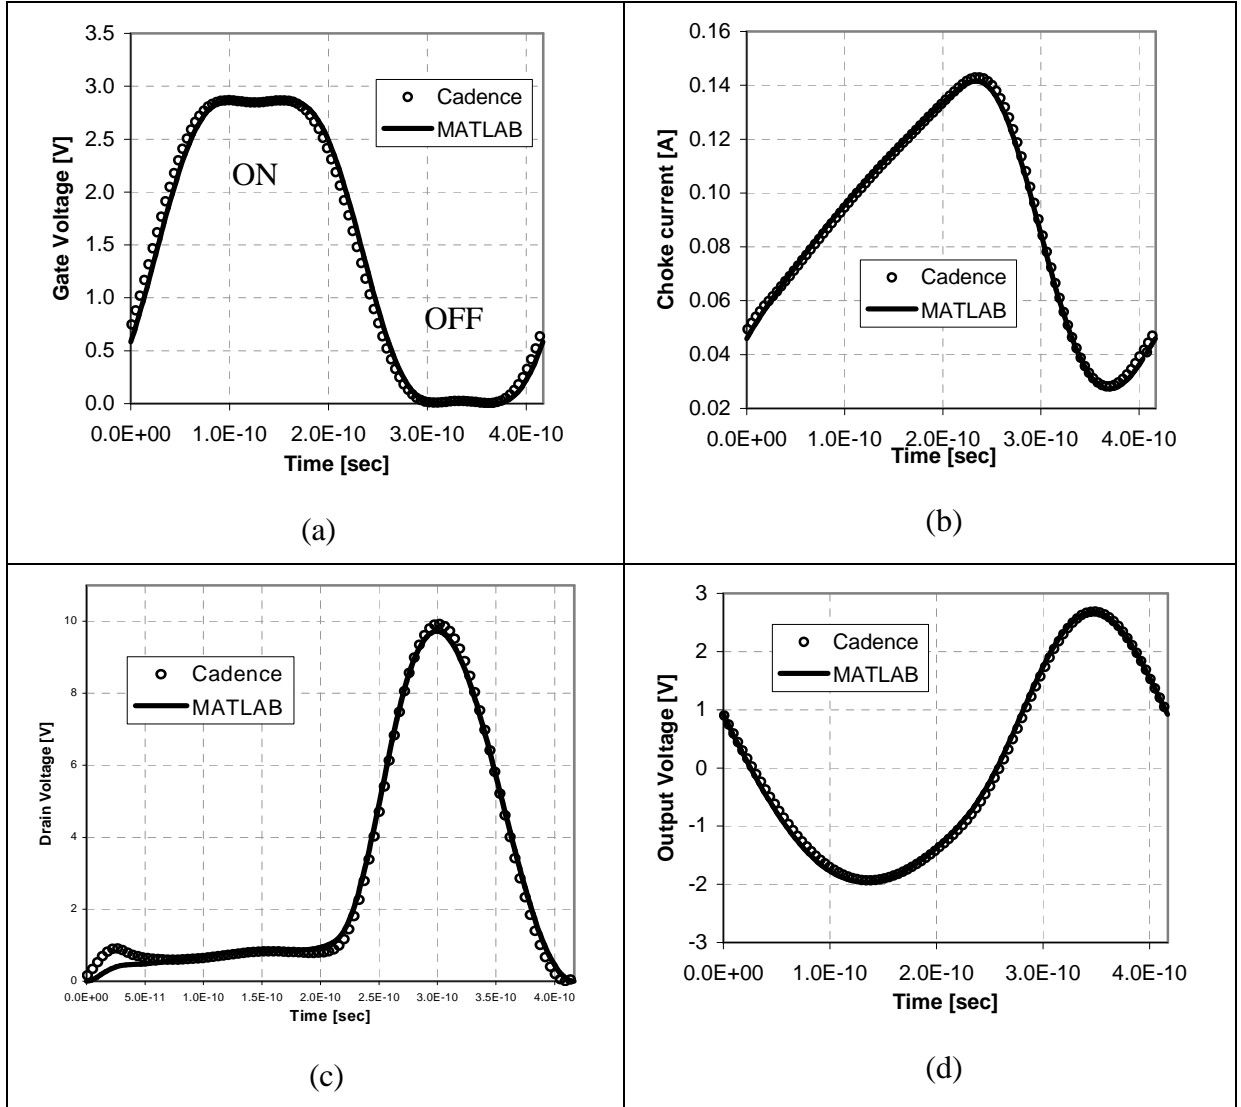 3.5
3.0
2.5
2.0
1.5
1.0
0.5
0.0
Gate Voltage [V]
Cadence
MATLAB
ON
OFF
0.0E+00 1.0E-10 2.0E-10 3.0E-10 4.0E-10
Time [sec]
(a)
0.16
0.14
0.12
0.10
0.08
0.06
0.04
0.02
Choke current [A]
Cadence
MATLAB
0.0E+00 1.0E-10 2.0E-10 3.0E-10 4.0E-10
Time [sec]
(b)
10
8
6
4
2
0
Drain Voltage [V]
Cadence
MATLAB
0.0E+00 5.0E-11 1.0E-10 1.5E-10 2.0E-10 2.5E-10 3.0E-10 3.5E-10 4.0E-10
Time [sec]
(c)
3
2
1
0
-1
-2
-3
Output Voltage [V]
Cadence
MATLAB
0.0E+00 1.0E-10 2.0E-10 3.0E-10 4.0E-10
Time [sec]
(d)